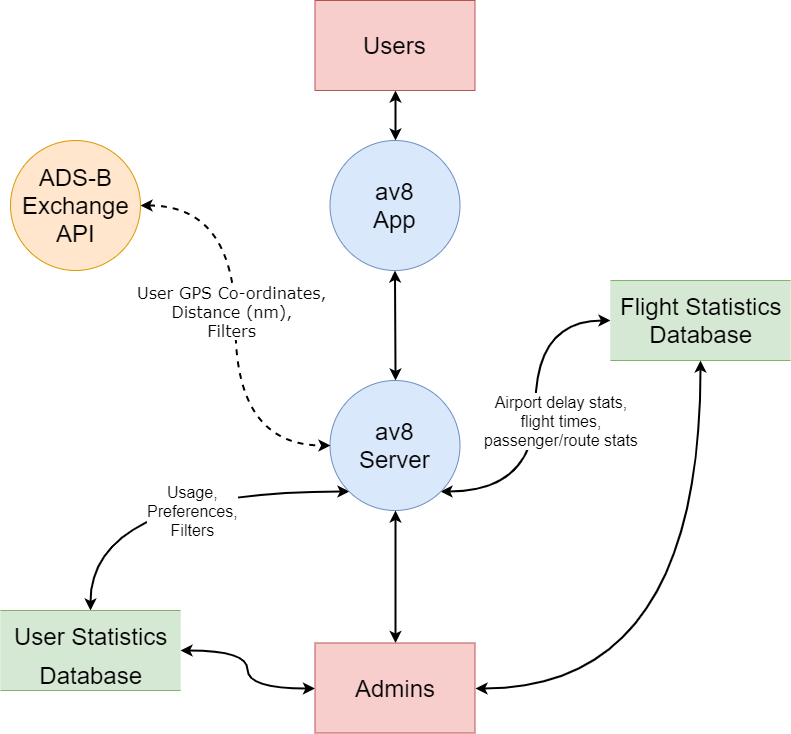 Users
ADS-B
Exchange
API
av8
App
User GPS Co-ordinates,
Distance (nm),
Filters
Flight Statistics
Database
Airport delay stats,
flight times,
passenger/route stats
av8
Server
Usage,
Preferences,
Filters
User Statistics
Database
Admins